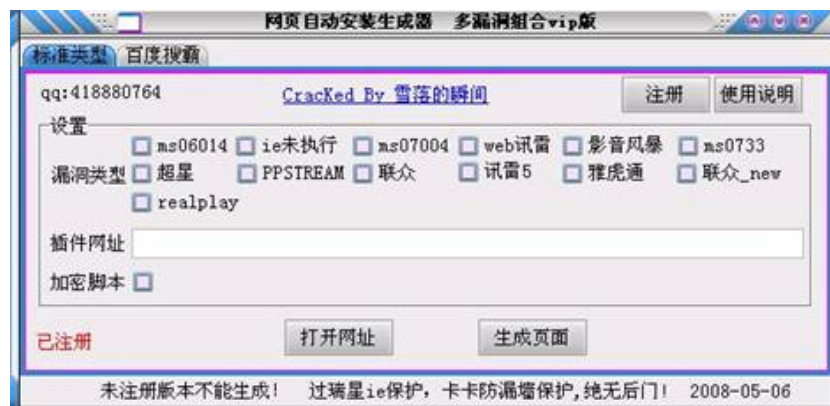 网页自动安装生成器 多漏洞组合vip版
标准类型 百度搜霸
qq:418880764 CracKed By 雪落的瞬间 注册 使用说明
设置
ms06014 ie未执行 ms07004 web讯雷 影音风暴 ms0733
漏洞类型 超星 PPSTREAM 联众 讯雷5 雅虎通 联众_new
realplay
插件网址
加密脚本
已注册 打开网址 生成页面
未注册版本不能生成! 过瑞星ie保护，卡卡防漏墙保护,绝无后门! 2008-05-06